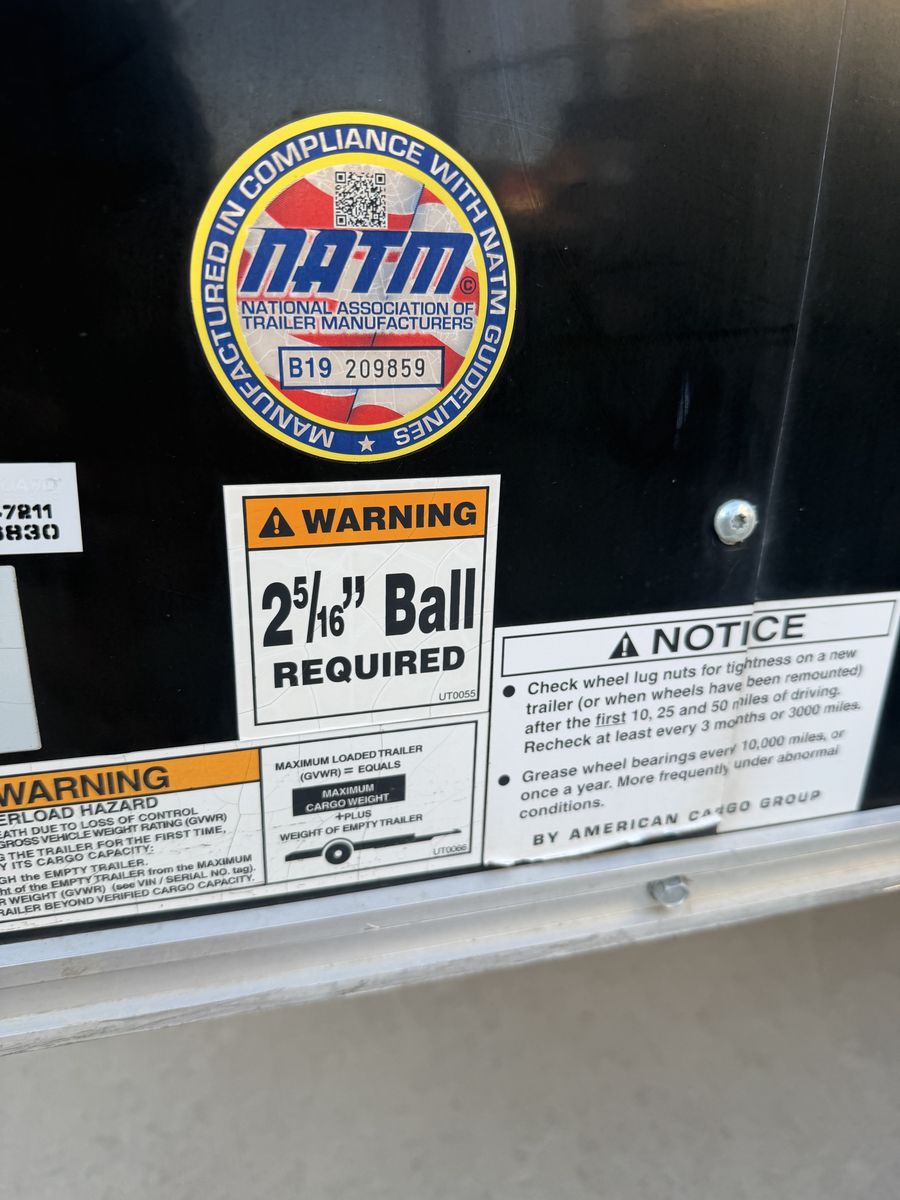 MANUFACTURED IN COMPLIANCE WITH NATM GUIDELINES
NATM©
NATIONAL ASSOCIATION OF
TRAILER MANUFACTURERS
B19 209859
7211
830
WARNING
2 5/16” Ball
REQUIRED
UT0055
WARNING
ERLOAD HAZARD
EATH DUE TO LOSS OF CONTROL
GROSS VEHICLE WEIGHT RATING (GVWR)
G THE TRAILER FOR THE FIRST TIME,
Y ITS CARGO CAPACITY:
GH the EMPTY TRAILER.
ht of the EMPTY TRAILER from the MAXIMUM
R WEIGHT (GVWR) (see VIN / SERIAL NO. tag).
RAILER BEYOND VERIFIED CARGO CAPACITY.
MAXIMUM LOADED TRAILER
(GVWR) = EQUALS
MAXIMUM
CARGO WEIGHT
+PLUS
WEIGHT OF EMPTY TRAILER
UT0066
NOTICE
• Check wheel lug nuts for tightness on a new
trailer (or when wheels have been remounted)
after the first 10, 25 and 50 miles of driving.
Recheck at least every 3 months or 3000 miles.
• Grease wheel bearings every 10,000 miles, or
once a year. More frequently under abnormal
conditions.
BY AMERICAN CARGO GROUP